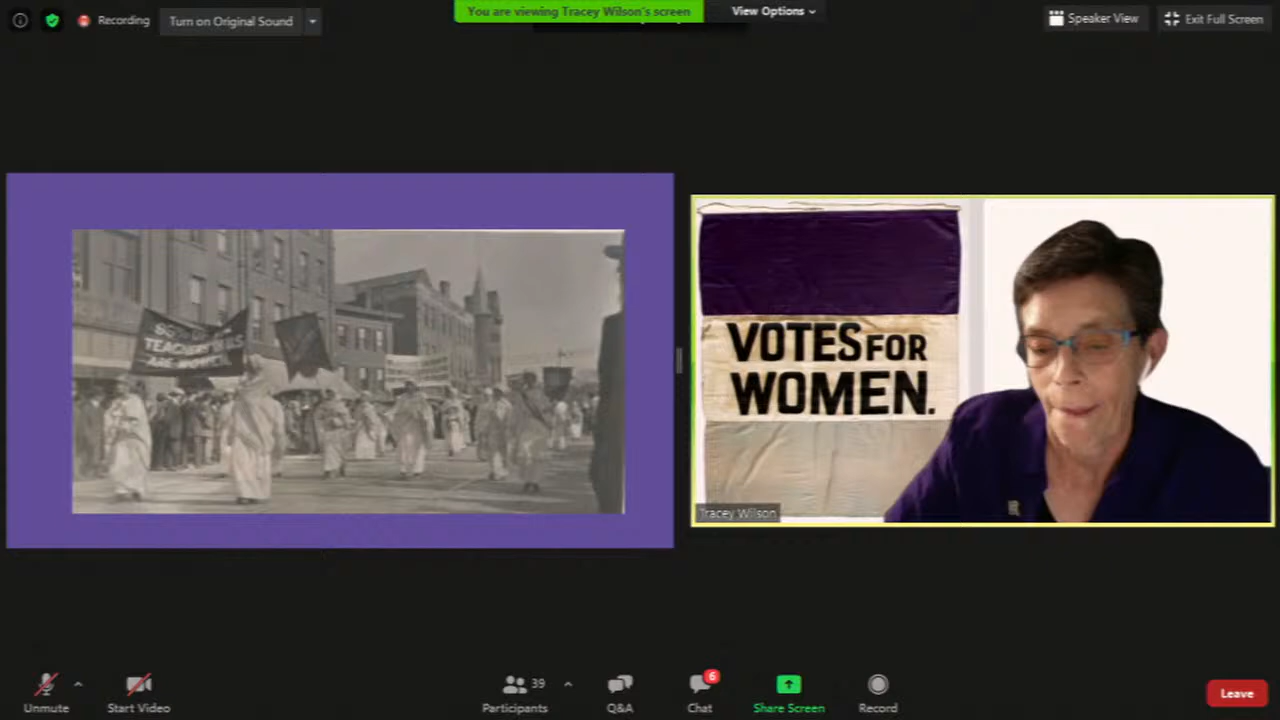 Recording
Turn on Original Sound
You are viewing Tracey Wilson's screen
View Options
Speaker View
Exit Full Screen
TEACHERS
ARE WOMEN
VOTES FOR
WOMEN.
Tracey Wilson
Unmute
Start Video
39
Participants
Q&A
6
Chat
Share Screen
Record
Leave